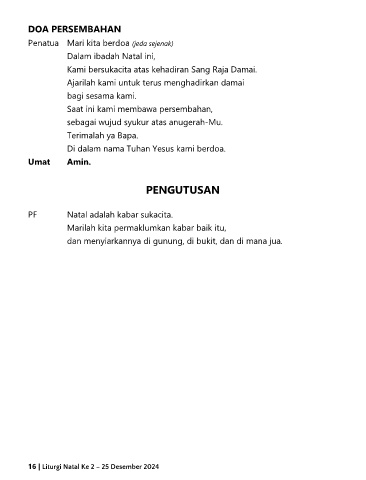 DOA PERSEMBAHAN
Penatua Mari kita berdoa (jeda sejenak)
Dalam ibadah Natal ini,
Kami bersukacita atas kehadiran Sang Raja Damai.
Ajarilah kami untuk terus menghadirkan damai
bagi sesama kami.
Saat ini kami membawa persembahan,
sebagai wujud syukur atas anugerah-Mu.
Terimalah ya Bapa.
Di dalam nama Tuhan Yesus kami berdoa.
Umat Amin.
PENGUTUSAN
PF Natal adalah kabar sukacita.
Marilah kita permaklumkan kabar baik itu,
dan menyiarkannya di gunung, di bukit, dan di mana jua.
16 | Liturgi Natal Ke 2 – 25 Desember 2024